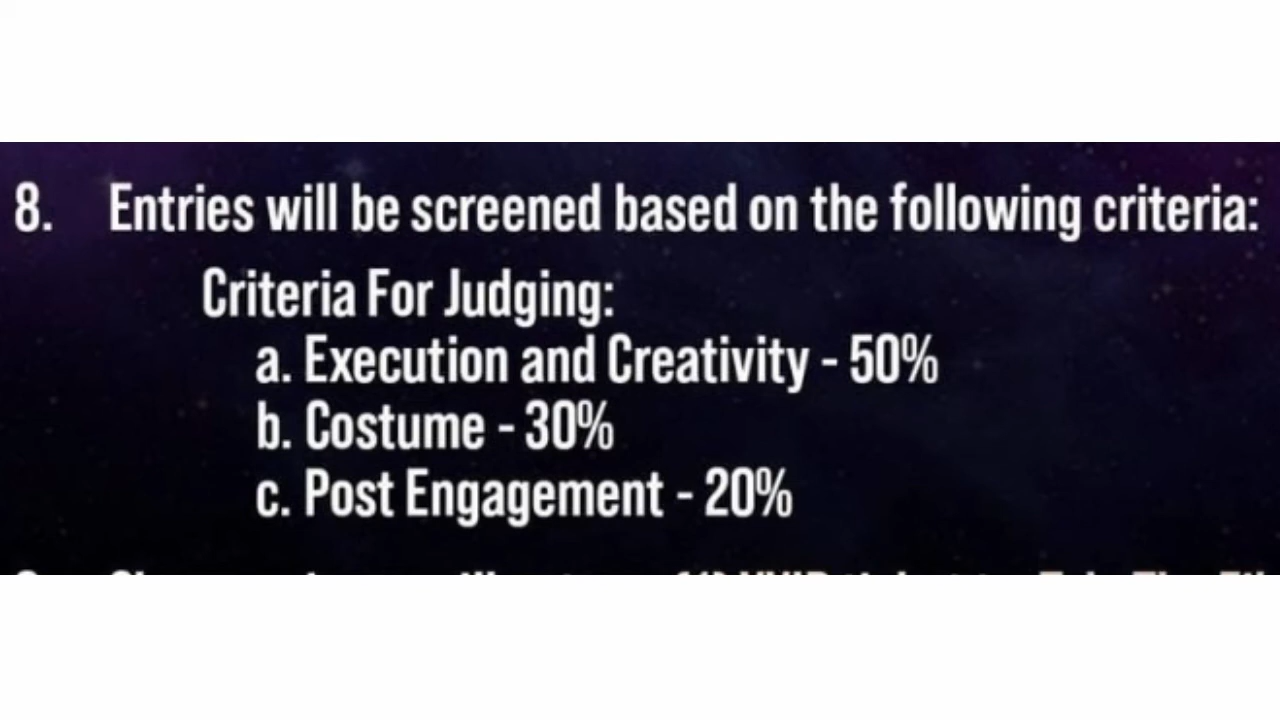 8. Entries will be screened based on the following criteria:
Criteria For Judging:
a. Execution and Creativity - 50%
b. Costume - 30%
c. Post Engagement - 20%